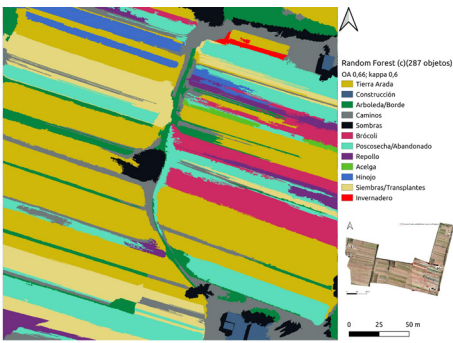 Random Forest (c)(287 objetos)
OA 0,66; kappa 0,6
Tierra Arada
Construcción
Arboleda/Borde
Caminos
Sombras
Brócoli
Poscosecha/Abandonado
Repollo
Acelga
Hinojo
Siembras/Transplantes
Invernadero
0 25 50 m